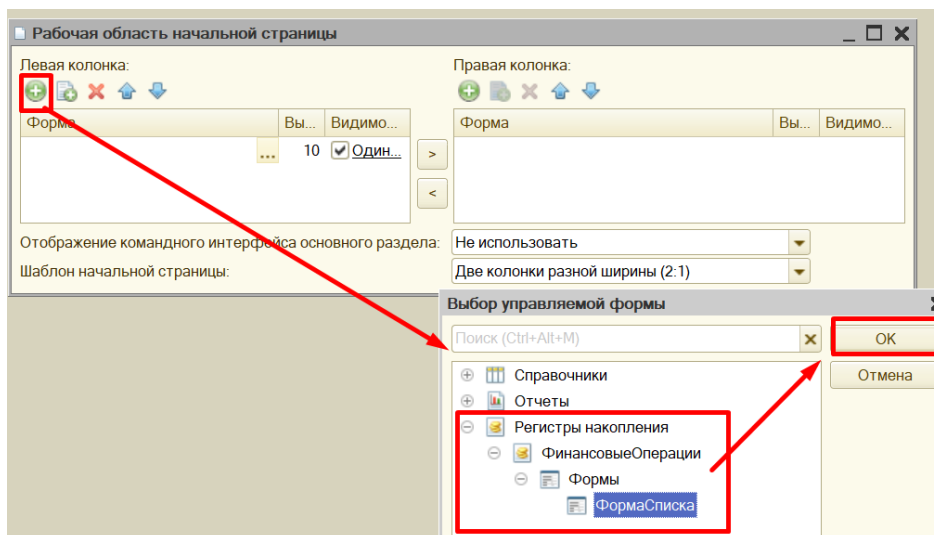 Рабочая область начальной страницы
Левая колонка:
Правая колонка:
Форма Вы... Видимо...
Форма Вы... Видимо...
... 10 Один...
>
<
Отображение командного интерфейса основного раздела: Не использовать
Шаблон начальной страницы: Две колонки разной ширины (2:1)
Выбор управляемой формы
Поиск (Ctrl+Alt+M)
OK
Отмена
Справочники
Отчеты
Регистры накопления
ФинансовыеОперации
Формы
ФормаСписка